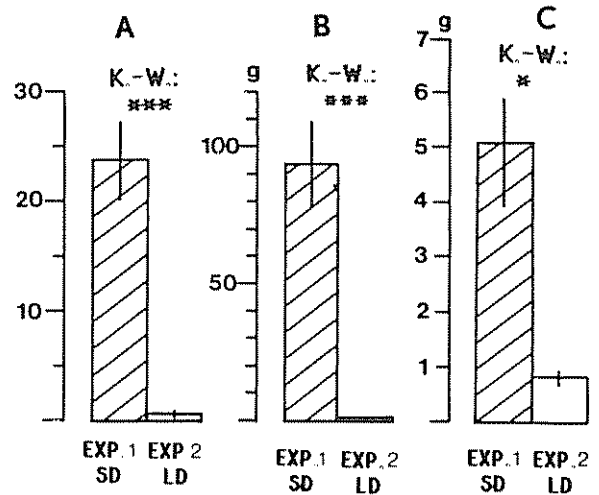 A
K.-W.:
***
30
20
10
EXP.1 EXP.2
SD LD
B
g
K.-W.:
***
100
50
EXP.1 EXP.2
SD LD
C
g
K.-W.:
*
7
6
5
4
3
2
1
EXP.1 EXP.2
SD LD